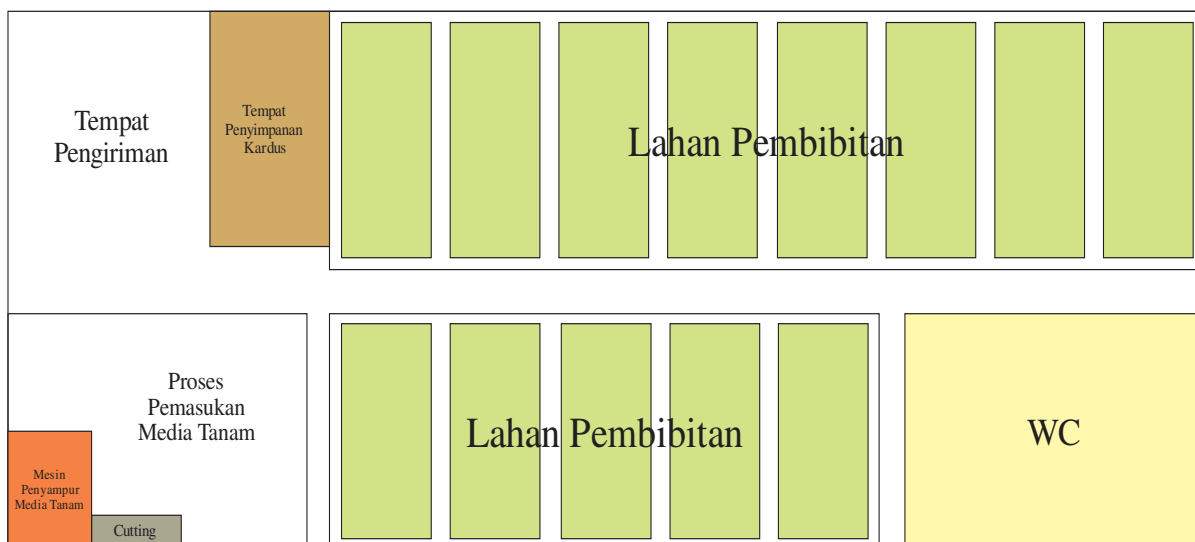 Tempat
Pengiriman
Tempat
Penyimpanan
Kardus
Lahan Pembibitan
Proses
Pemasukan
Media Tanam
Mesin
Penyampur
Media Tanam
Cutting
Lahan Pembibitan
WC